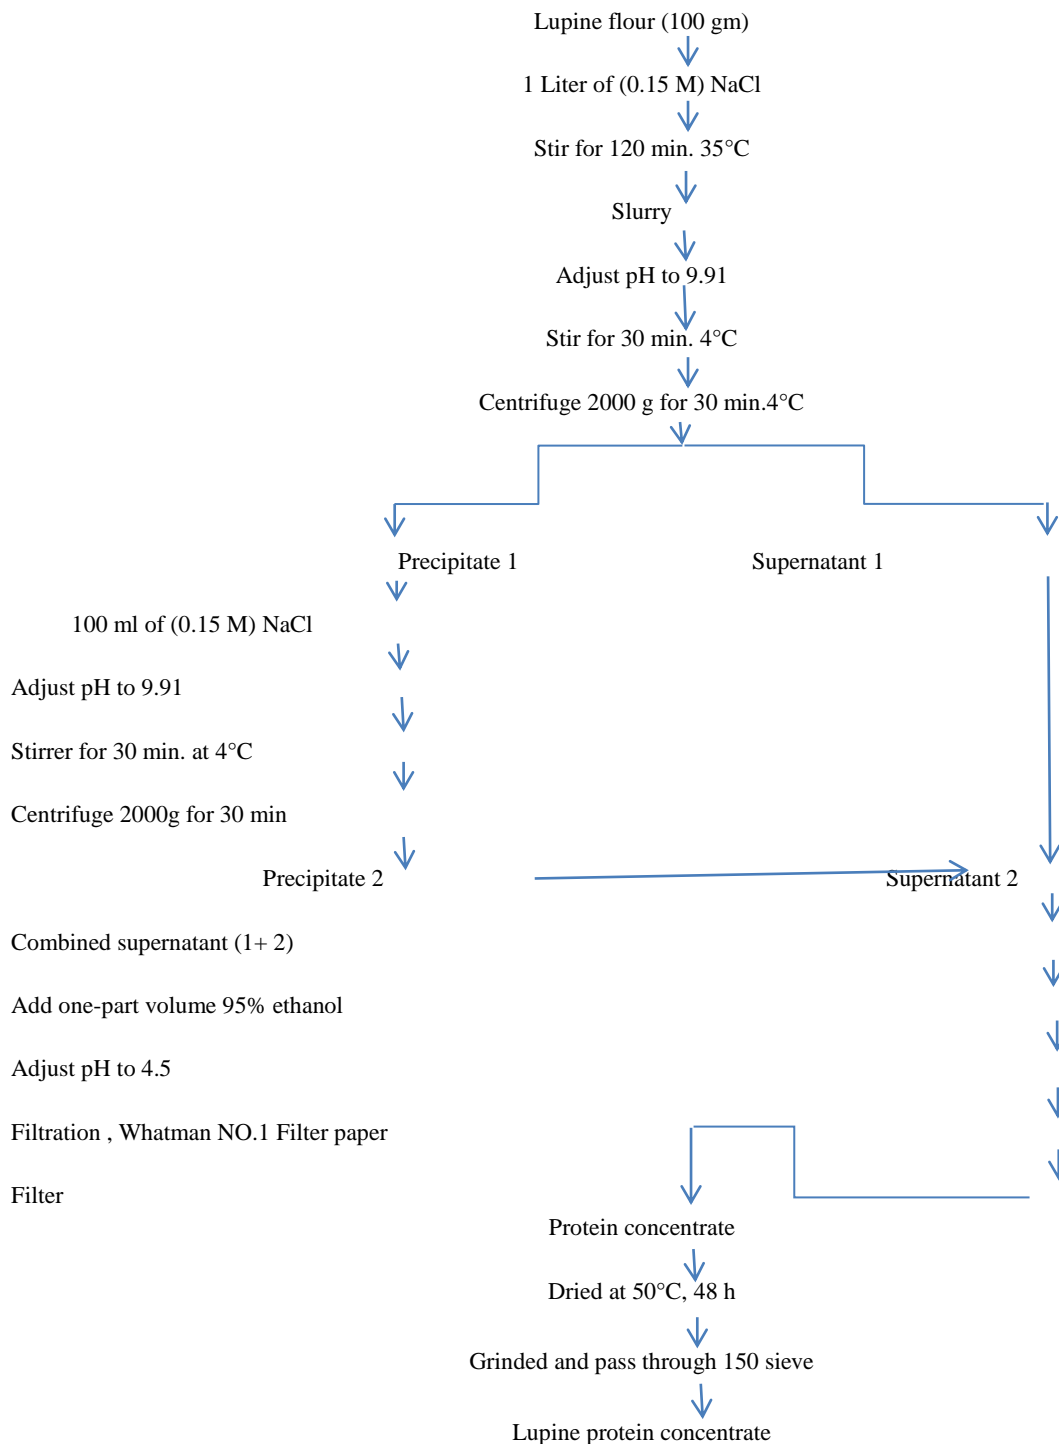 Lupine flour (100 gm)
1 Liter of (0.15 M) NaCl
Stir for 120 min. 35°C
Slurry
Adjust pH to 9.91
Stir for 30 min. 4°C
Centrifuge 2000 g for 30 min.4°C
Precipitate 1
Supernatant 1
100 ml of (0.15 M) NaCl
Adjust pH to 9.91
Stirrer for 30 min. at 4°C
Centrifuge 2000g for 30 min
Precipitate 2
Supernatant 2
Combined supernatant (1+ 2)
Add one-part volume 95% ethanol
Adjust pH to 4.5
Filtration , Whatman NO.1 Filter paper
Filter
Protein concentrate
Dried at 50°C, 48 h
Grinded and pass through 150 sieve
Lupine protein concentrate